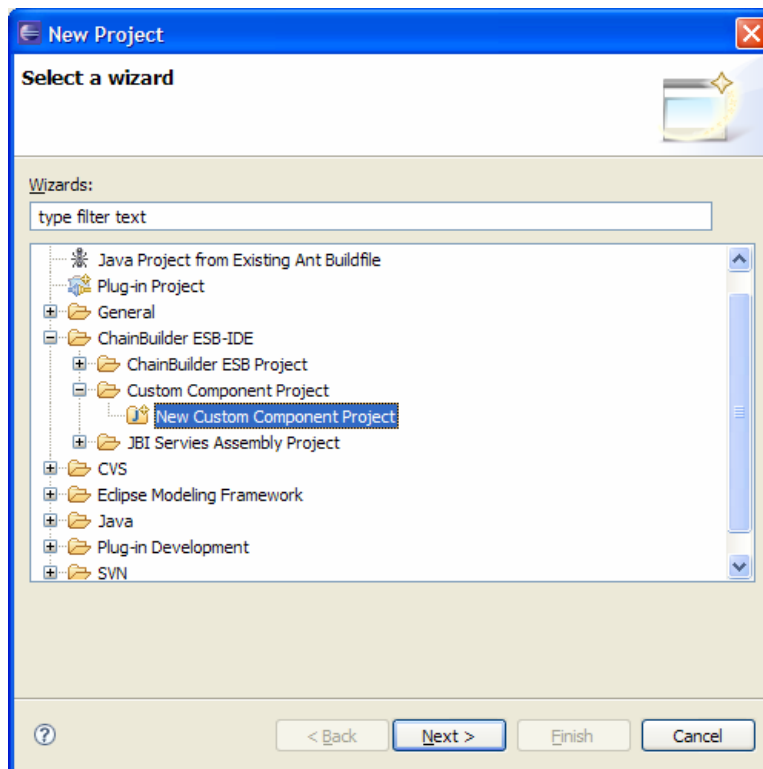 New Project
Select a wizard
Wizards:
type filter text
Java Project from Existing Ant Buildfile
Plug-in Project
General
ChainBuilder ESB-IDE
ChainBuilder ESB Project
Custom Component Project
New Custom Component Project
JBI Servies Assembly Project
CVS
Eclipse Modeling Framework
Java
Plug-in Development
SVN
< Back Next > Finish Cancel